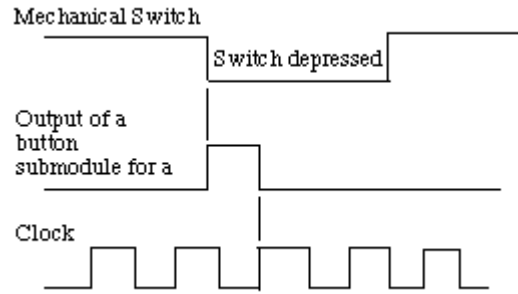 Mechanical Switch
Switch depressed
Output of a
button
submodule for a
Clock